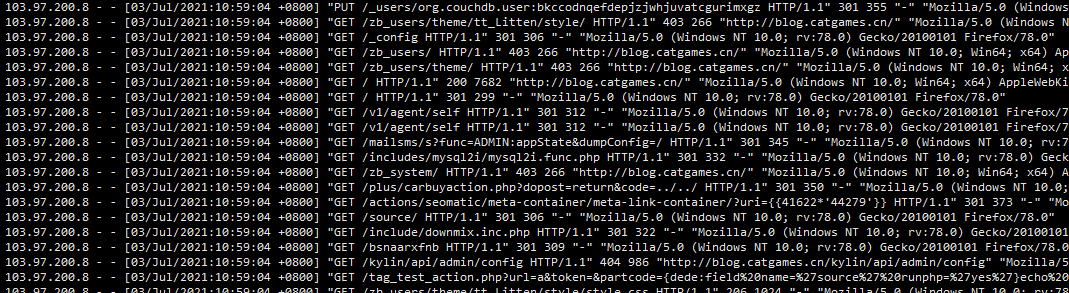 103.97.200.8 - - [03/Jul/2021:10:59:04 +0800] "PUT /_users/org.couchdb.user:bkccodnqefdepjzjwhjuvatcgurimxgz HTTP/1.1" 301 355 "-" "Mozilla/5.0 (Windows
103.97.200.8 - - [03/Jul/2021:10:59:04 +0800] "GET /zb_users/theme/tt_Litten/style/ HTTP/1.1" 403 266 "http://blog.catgames.cn/" "Mozilla/5.0 (Windows NT
103.97.200.8 - - [03/Jul/2021:10:59:04 +0800] "GET /_config HTTP/1.1" 301 306 "-" "Mozilla/5.0 (Windows NT 10.0; rv:78.0) Gecko/20100101 Firefox/78.0"
103.97.200.8 - - [03/Jul/2021:10:59:04 +0800] "GET /zb_users/ HTTP/1.1" 403 266 "http://blog.catgames.cn/" "Mozilla/5.0 (Windows NT 10.0; Win64; x64) App
103.97.200.8 - - [03/Jul/2021:10:59:04 +0800] "GET /zb_users/theme/ HTTP/1.1" 403 266 "http://blog.catgames.cn/" "Mozilla/5.0 (Windows NT 10.0; Win64; x
103.97.200.8 - - [03/Jul/2021:10:59:04 +0800] "GET / HTTP/1.1" 200 7682 "http://blog.catgames.cn/" "Mozilla/5.0 (Windows NT 10.0; Win64; x64) AppleWebKi
103.97.200.8 - - [03/Jul/2021:10:59:04 +0800] "GET / HTTP/1.1" 301 299 "-" "Mozilla/5.0 (Windows NT 10.0; rv:78.0) Gecko/20100101 Firefox/78.0"
103.97.200.8 - - [03/Jul/2021:10:59:04 +0800] "GET /v1/agent/self HTTP/1.1" 301 312 "-" "Mozilla/5.0 (Windows NT 10.0; rv:78.0) Gecko/20100101 Firefox/7
103.97.200.8 - - [03/Jul/2021:10:59:04 +0800] "GET /v1/agent/self HTTP/1.1" 301 312 "-" "Mozilla/5.0 (Windows NT 10.0; rv:78.0) Gecko/20100101 Firefox/7
103.97.200.8 - - [03/Jul/2021:10:59:04 +0800] "GET /mailsms/s?func=ADMIN:appState&dumpConfig=/ HTTP/1.1" 301 345 "-" "Mozilla/5.0 (Windows NT 10.0; rv:7
103.97.200.8 - - [03/Jul/2021:10:59:04 +0800] "GET /includes/mysql2i/mysql2i.func.php HTTP/1.1" 301 332 "-" "Mozilla/5.0 (Windows NT 10.0; rv:78.0) Geck
103.97.200.8 - - [03/Jul/2021:10:59:04 +0800] "GET /zb_system/ HTTP/1.1" 403 266 "http://blog.catgames.cn/" "Mozilla/5.0 (Windows NT 10.0; Win64; x64) A
103.97.200.8 - - [03/Jul/2021:10:59:04 +0800] "GET /plus/carbuyaction.php?dopost=return&code=../../ HTTP/1.1" 301 350 "-" "Mozilla/5.0 (Windows NT 10.0;
103.97.200.8 - - [03/Jul/2021:10:59:04 +0800] "GET /actions/seomatic/meta-container/meta-link-container/?uri={{41622*'44279'}} HTTP/1.1" 301 373 "-" "Mo
103.97.200.8 - - [03/Jul/2021:10:59:04 +0800] "GET /source/ HTTP/1.1" 301 306 "-" "Mozilla/5.0 (Windows NT 10.0; rv:78.0) Gecko/20100101 Firefox/78.0"
103.97.200.8 - - [03/Jul/2021:10:59:04 +0800] "GET /include/downmix.inc.php HTTP/1.1" 301 322 "-" "Mozilla/5.0 (Windows NT 10.0; rv:78.0) Gecko/20100101
103.97.200.8 - - [03/Jul/2021:10:59:04 +0800] "GET /bsnaarxfnb HTTP/1.1" 301 309 "-" "Mozilla/5.0 (Windows NT 10.0; rv:78.0) Gecko/20100101 Firefox/78.0
103.97.200.8 - - [03/Jul/2021:10:59:04 +0800] "GET /kylin/api/admin/config HTTP/1.1" 404 986 "http://blog.catgames.cn/kylin/api/admin/config" "Mozilla/5
103.97.200.8 - - [03/Jul/2021:10:59:04 +0800] "GET /tag_test_action.php?url=a&token=&partcode={dede:field%20name=%27source%27%20runphp=%27yes%27}echo%20
103.97.200.8 - - [03/Jul/2021:10:59:04 +0800] "GET /zb_users/theme/tt_Litten/style/style.css HTTP/1.1" 206 1024 "-" "Mozilla/5.0 (Windows